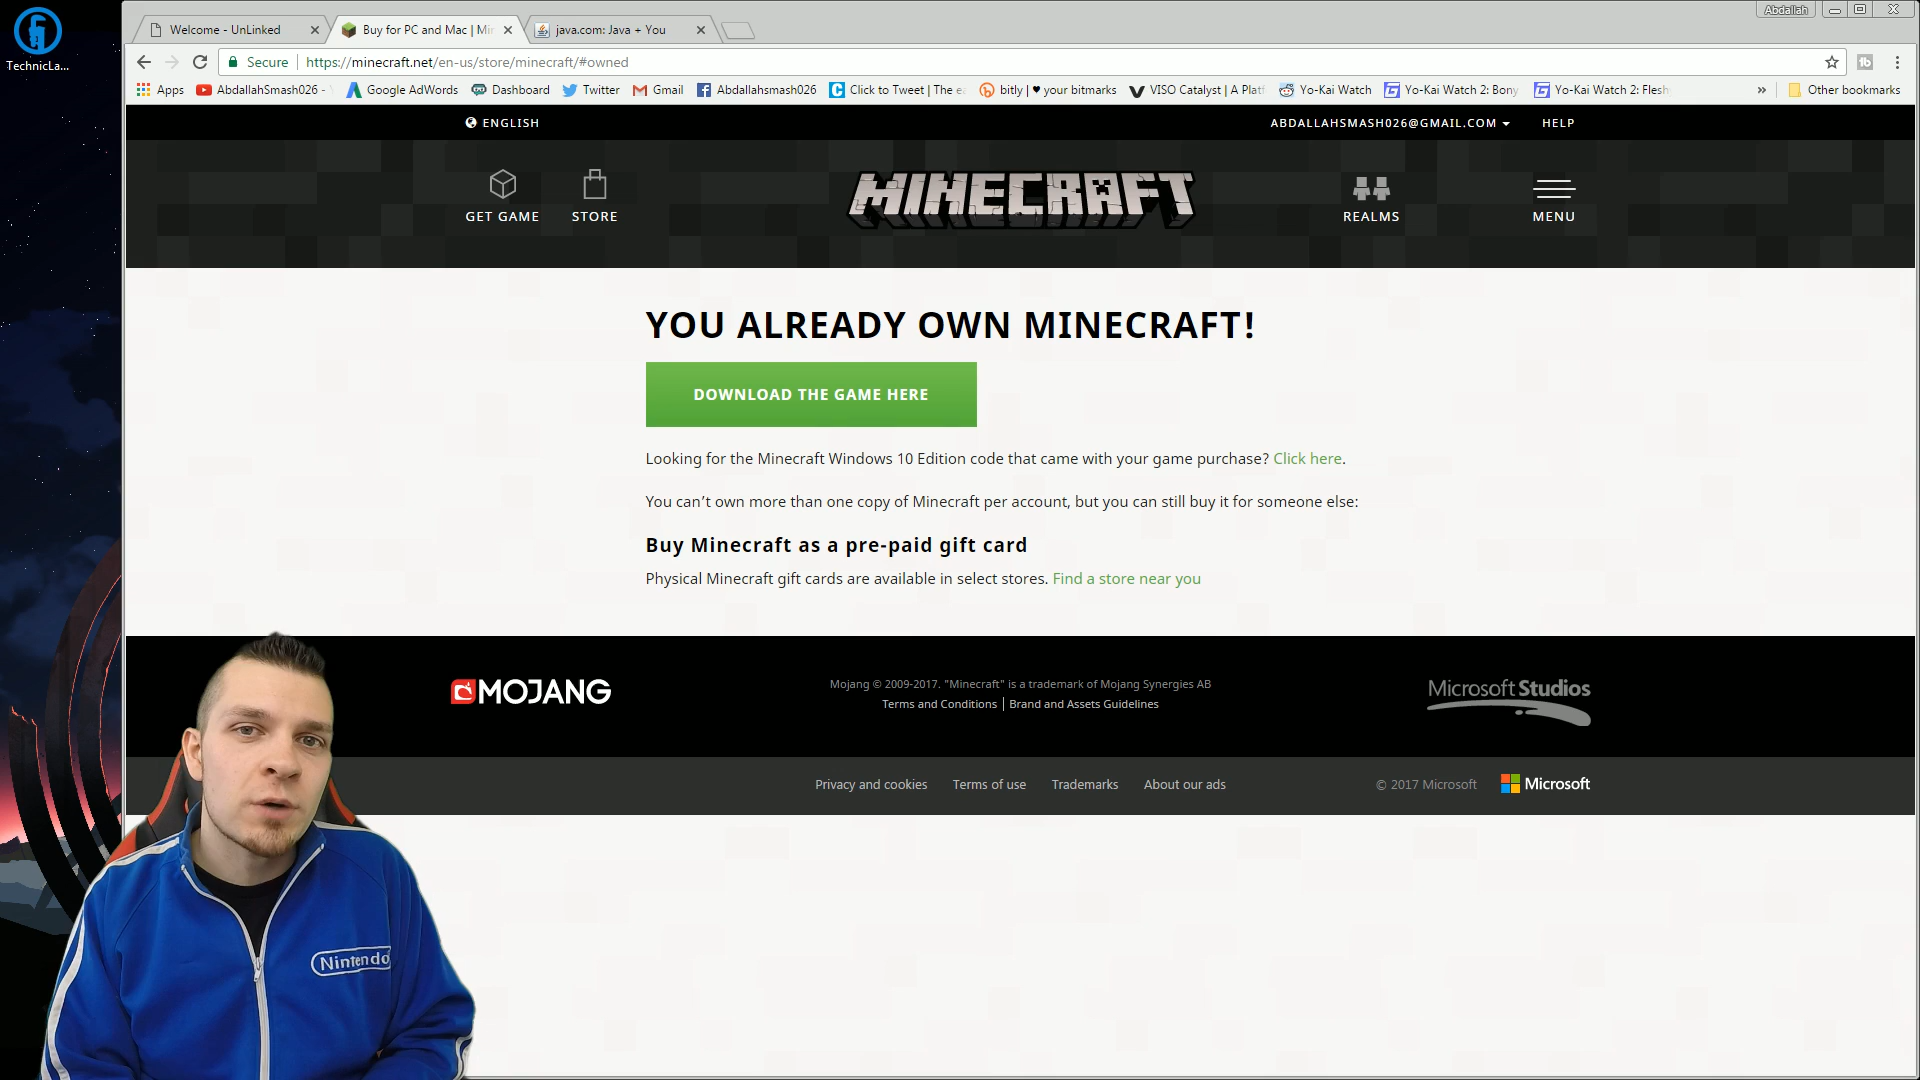 TechnicLa...
Abdallah
Welcome - UnLinked
Buy for PC and Mac | Min
java.com: Java + You
Secure
https://minecraft.net/en-us/store/minecraft/#owned
Apps
AbdallahSmash026 -
Google AdWords
Dashboard
Twitter
Gmail
Abdallahsmash026
Click to Tweet | The ea
bitly | ♥ your bitmarks
VISO Catalyst | A Platf
Yo-Kai Watch
Yo-Kai Watch 2: Bony
Yo-Kai Watch 2: Flesh
»
Other bookmarks
ENGLISH
ABDALLAHSMASH026@GMAIL.COM
HELP
GET GAME
STORE
MINECRAFT
REALMS
MENU
YOU ALREADY OWN MINECRAFT!
DOWNLOAD THE GAME HERE
Looking for the Minecraft Windows 10 Edition code that came with your game purchase? Click here.
You can’t own more than one copy of Minecraft per account, but you can still buy it for someone else:
Buy Minecraft as a pre-paid gift card
Physical Minecraft gift cards are available in select stores. Find a store near you
MOJANG
Mojang © 2009-2017. "Minecraft" is a trademark of Mojang Synergies AB
Terms and Conditions | Brand and Assets Guidelines
Microsoft Studios
Privacy and cookies
Terms of use
Trademarks
About our ads
© 2017 Microsoft
Microsoft
Nintendo